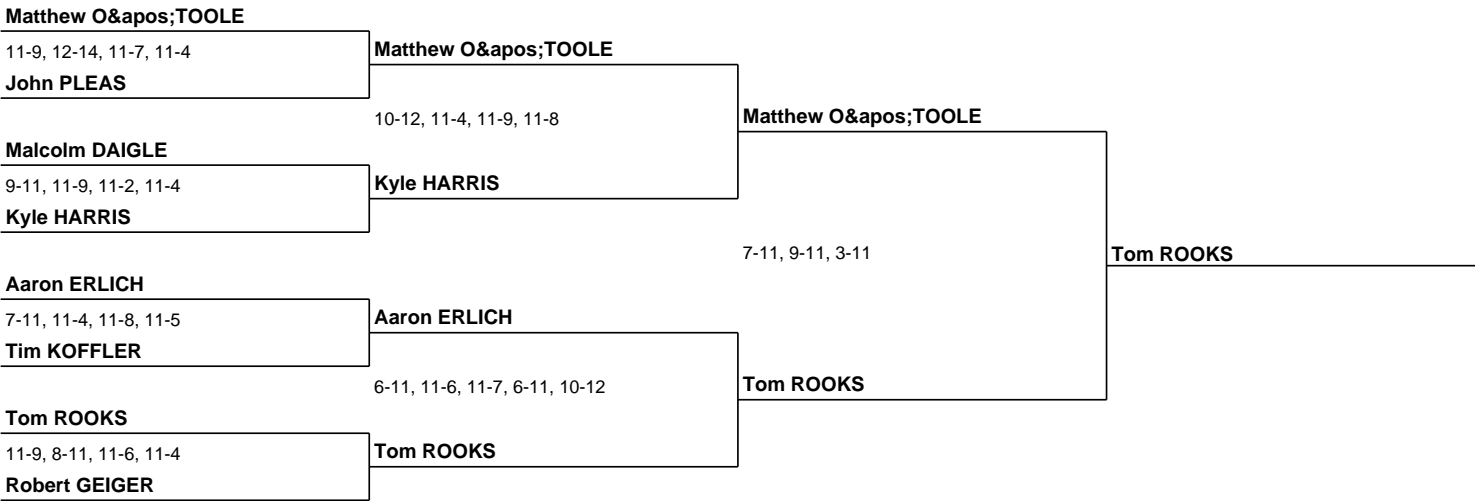 Matthew O&apos;TOOLE
11-9, 12-14, 11-7, 11-4
John PLEAS
Malcolm DAIGLE
9-11, 11-9, 11-2, 11-4
Kyle HARRIS
Aaron ERLICH
7-11, 11-4, 11-8, 11-5
Tim KOFFLER
Tom ROOKS
11-9, 8-11, 11-6, 11-4
Robert GEIGER
Matthew O&apos;TOOLE
10-12, 11-4, 11-9, 11-8
Kyle HARRIS
Aaron ERLICH
6-11, 11-6, 11-7, 6-11, 10-12
Tom ROOKS
Matthew O&apos;TOOLE
7-11, 9-11, 3-11
Tom ROOKS
Tom ROOKS